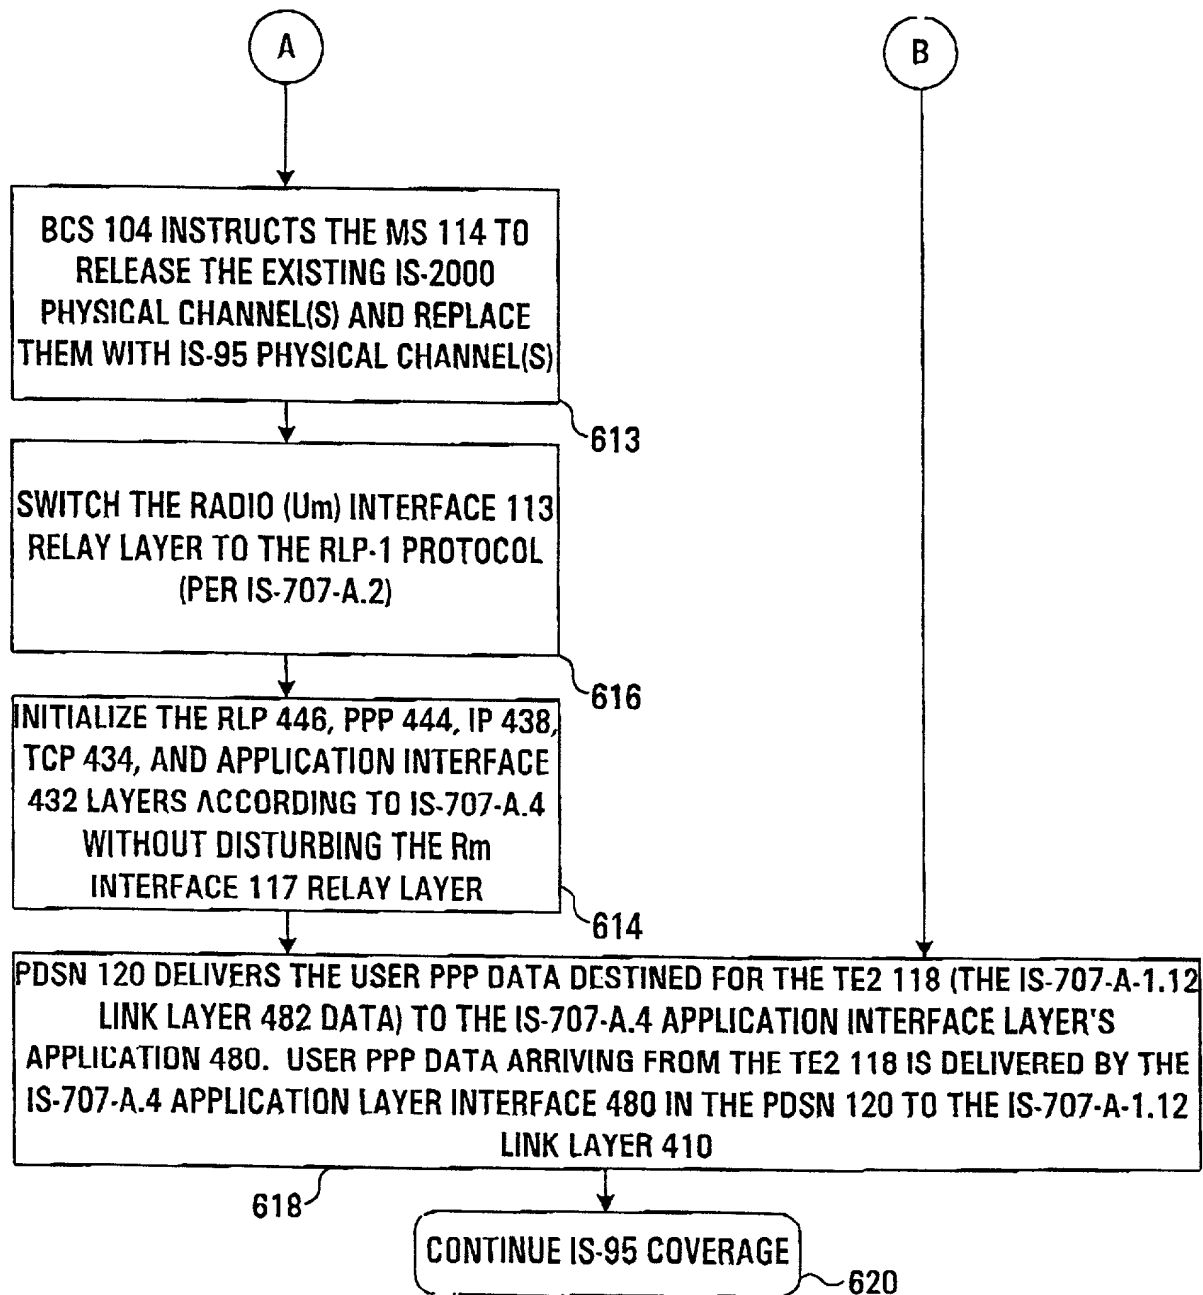 A
B
BCS 104 INSTRUCTS THE MS 114 TO
RELEASE THE EXISTING IS-2000
PHYSICAL CHANNEL(S) AND REPLACE
THEM WITH IS-95 PHYSICAL CHANNEL(S)
613
SWITCH THE RADIO (Um) INTERFACE 113
RELAY LAYER TO THE RLP-1 PROTOCOL
(PER IS-707-A.2)
616
INITIALIZE THE RLP 446, PPP 444, IP 438,
TCP 434, AND APPLICATION INTERFACE
432 LAYERS ACCORDING TO IS-707-A.4
WITHOUT DISTURBING THE Rm
INTERFACE 117 RELAY LAYER
614
PDSN 120 DELIVERS THE USER PPP DATA DESTINED FOR THE TE2 118 (THE IS-707-A-1.12
LINK LAYER 482 DATA) TO THE IS-707-A.4 APPLICATION INTERFACE LAYER'S
APPLICATION 480. USER PPP DATA ARRIVING FROM THE TE2 118 IS DELIVERED BY THE
IS-707-A.4 APPLICATION LAYER INTERFACE 480 IN THE PDSN 120 TO THE IS-707-A-1.12
LINK LAYER 410
618
CONTINUE IS-95 COVERAGE
620